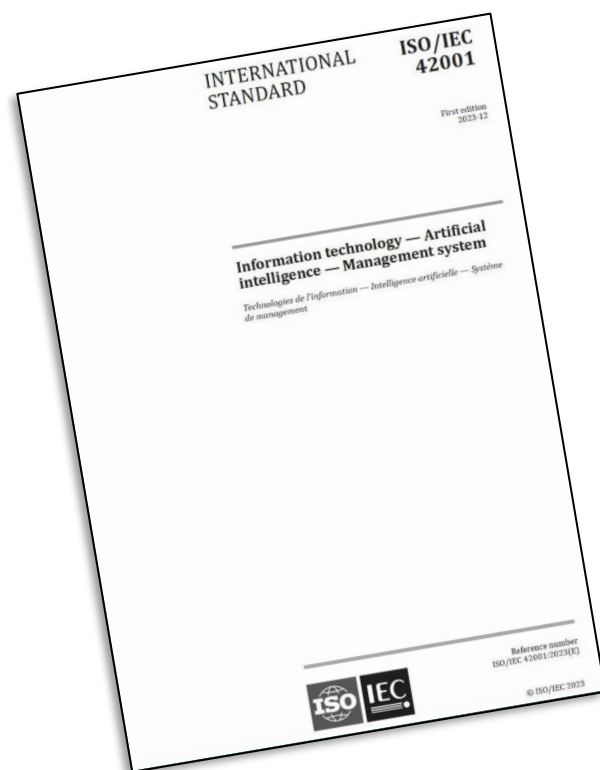 INTERNATIONAL
STANDARD
ISO/IEC
42001
First edition
2023-12
Information technology — Artificial
intelligence — Management system
Technologies de l'information — Intelligence artificielle — Système
de management
Reference number
ISO/IEC 42001:2023(E)
ISO
IEC
© ISO/IEC 2023